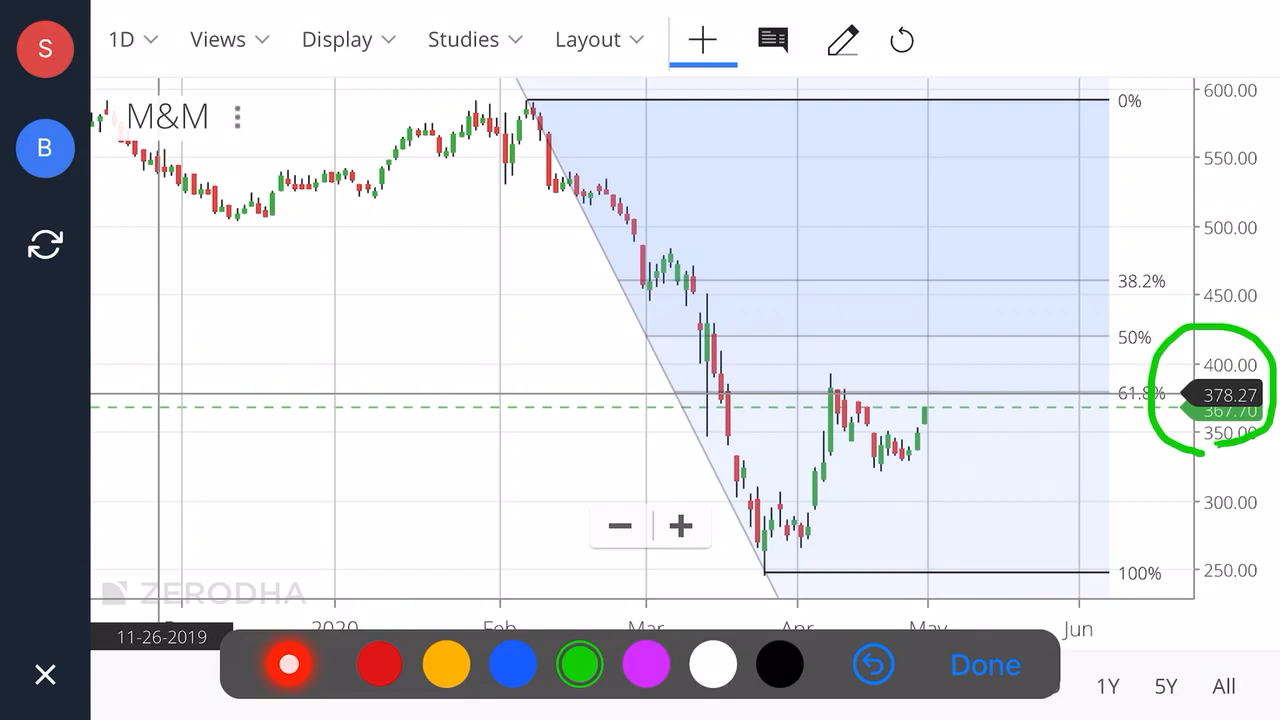 S
1D Views Display Studies Layout
B
M&M
600.00
0%
550.00
500.00
38.2%
450.00
50%
400.00
61.8%
378.27
367.70
350.00
300.00
100%
250.00
ZERODHA
11-26-2019
2020 Feb Mar Apr May Jun
Done
1Y 5Y All